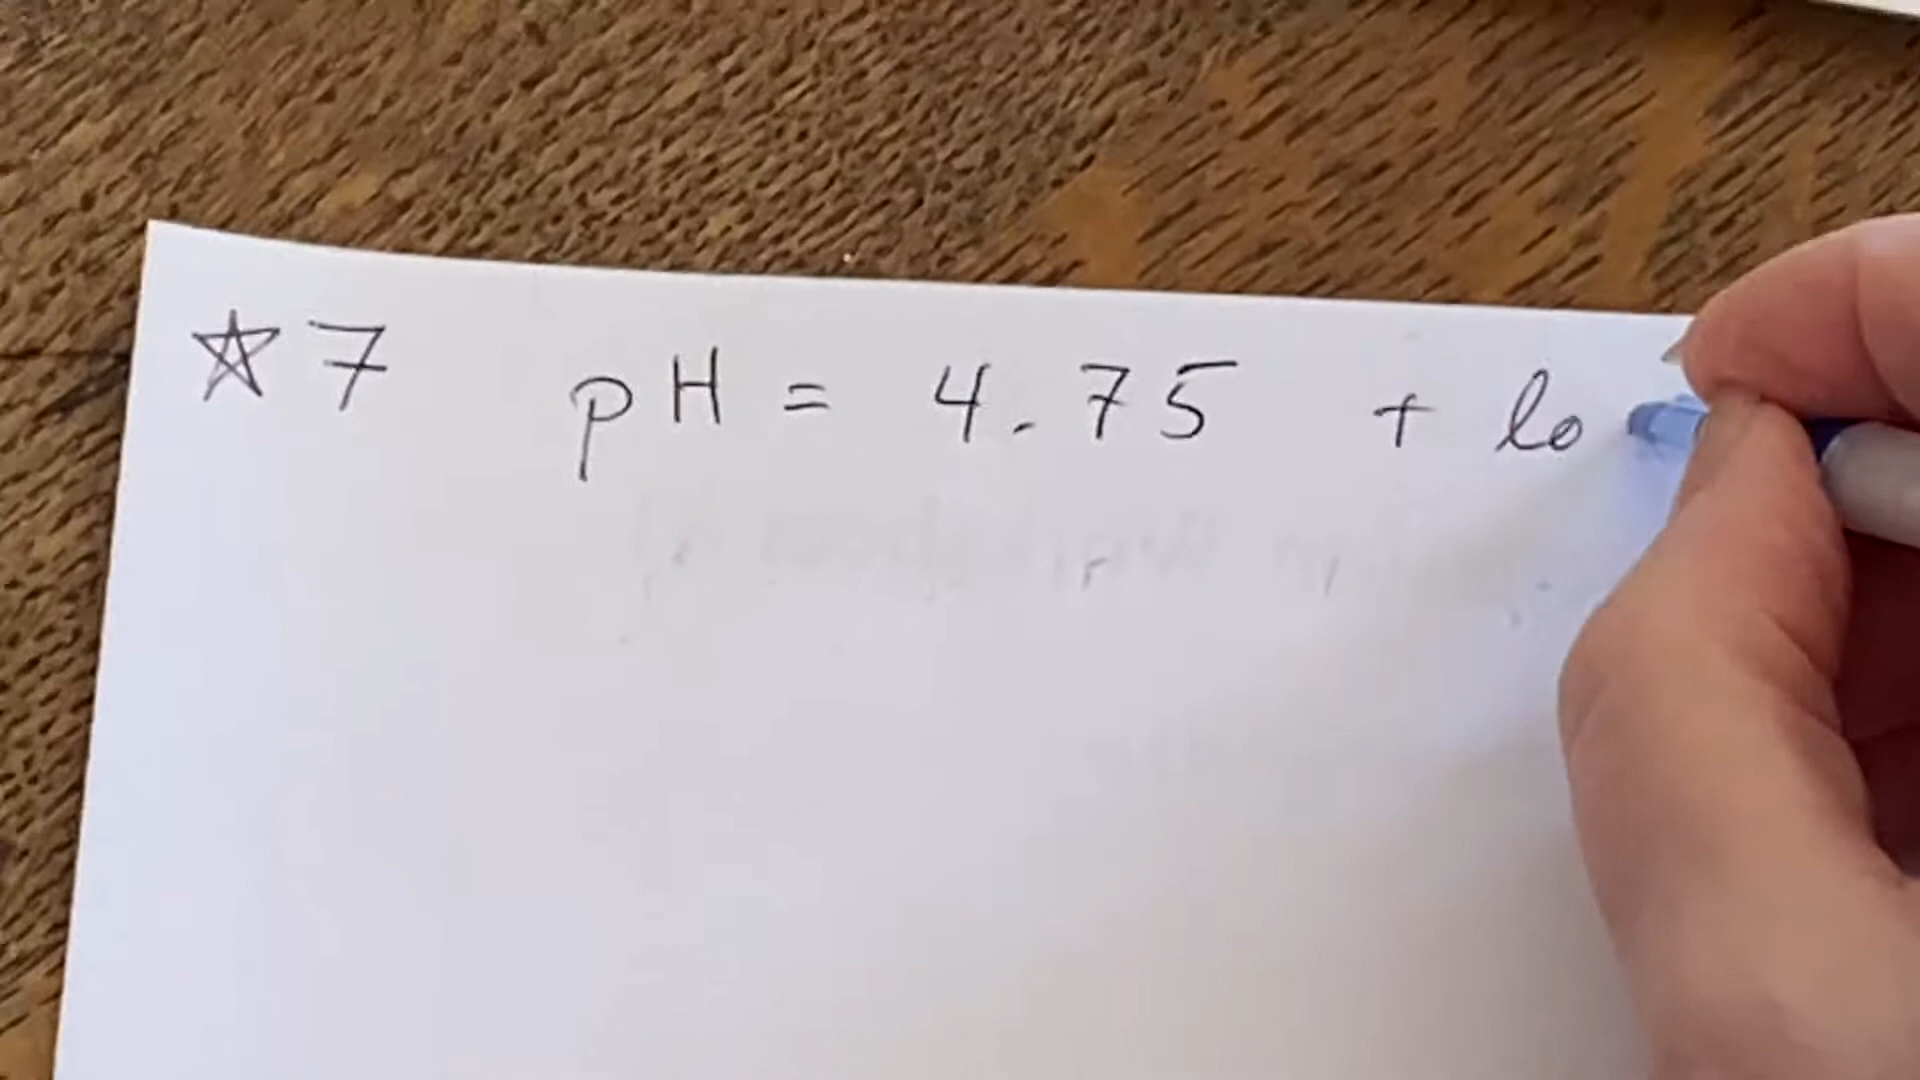 ☆7 pH = 4.75 + lo